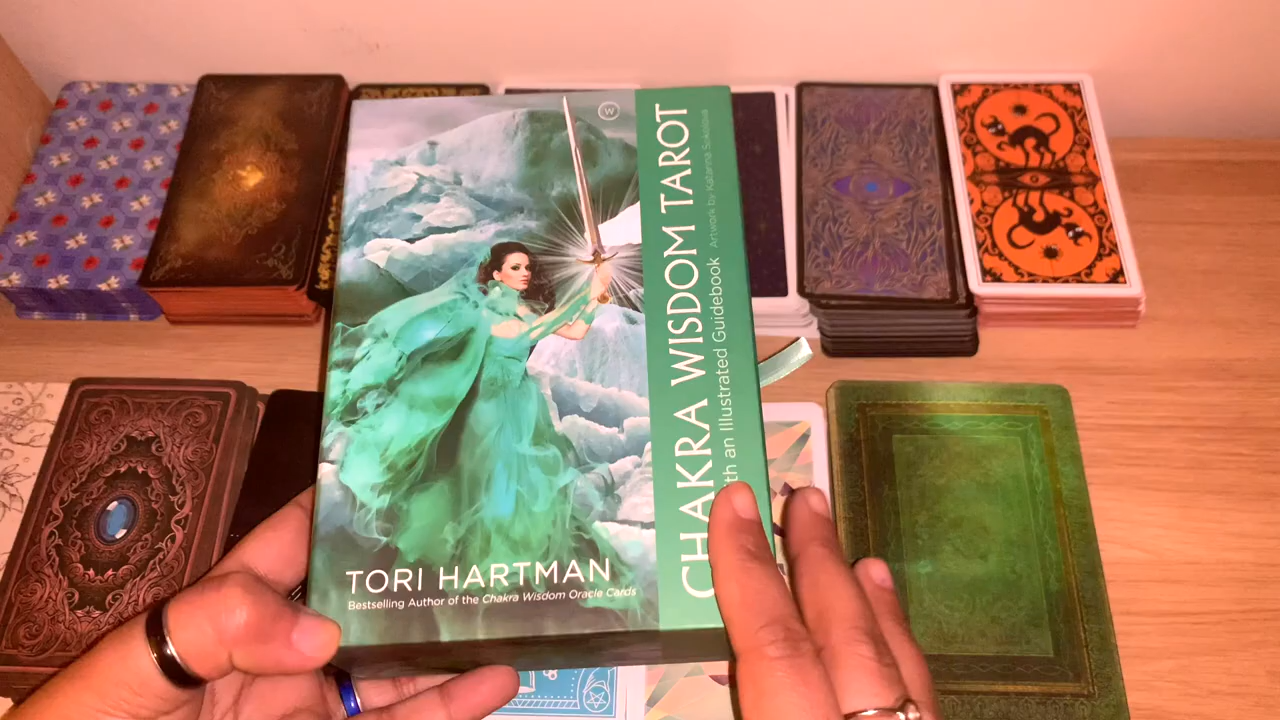 W
TORI HARTMAN
Bestselling Author of the Chakra Wisdom Oracle Cards
CHAKRA WISDOM TAROT
an Illustrated Guidebook
Artwork by Katarina Sokolova